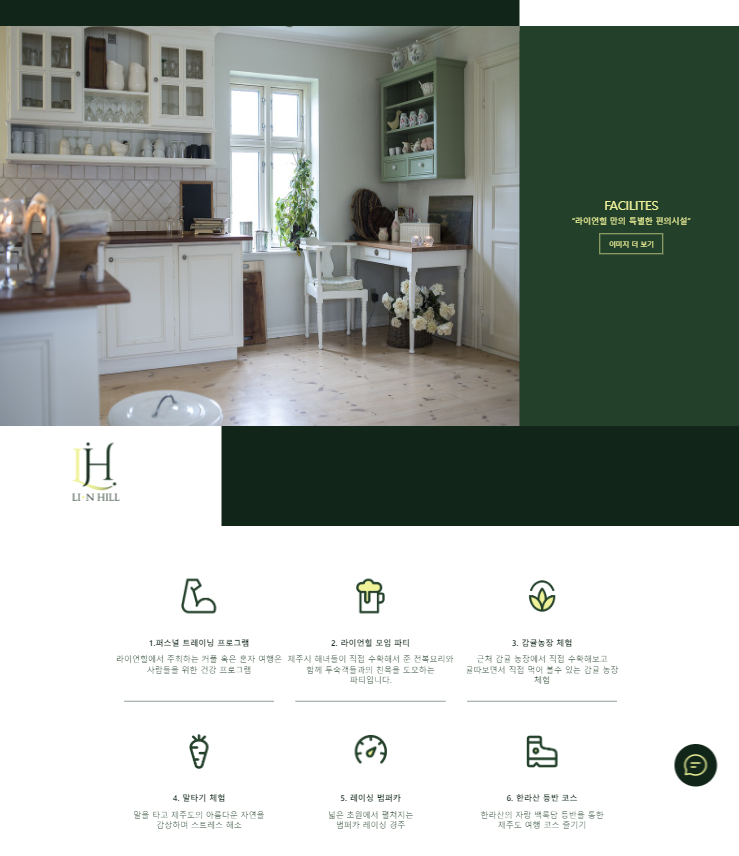 FACILITES
"라이언힐 만의 특별한 편의시설"
이미지 더 보기
LH
LION HILL
1.퍼스널 트레이닝 프로그램
라이언힐에서 주최하는 커플 혹은 혼자 여행온
사람들을 위한 건강 프로그램
2. 라이언힐 모임 파티
제주시 해녀들이 직접 수확해서 준 전복요리와
함께 투숙객들과의 친목을 도모하는
파티입니다.
3. 감귤농장 체험
근처 감귤 농장에서 직접 수확해보고
귤따보면서 직접 먹어 볼수 있는 감귤 농장
체험
4. 말타기 체험
말을 타고 제주도의 아름다운 자연을
감상하며 스트레스 해소
5. 레이싱 범퍼카
넓은 초원에서 펼쳐지는
범퍼카 레이싱 경주
6. 한라산 등반 코스
한라산의 자랑 백록담 등반을 통한
제주도 여행 코스 즐기기